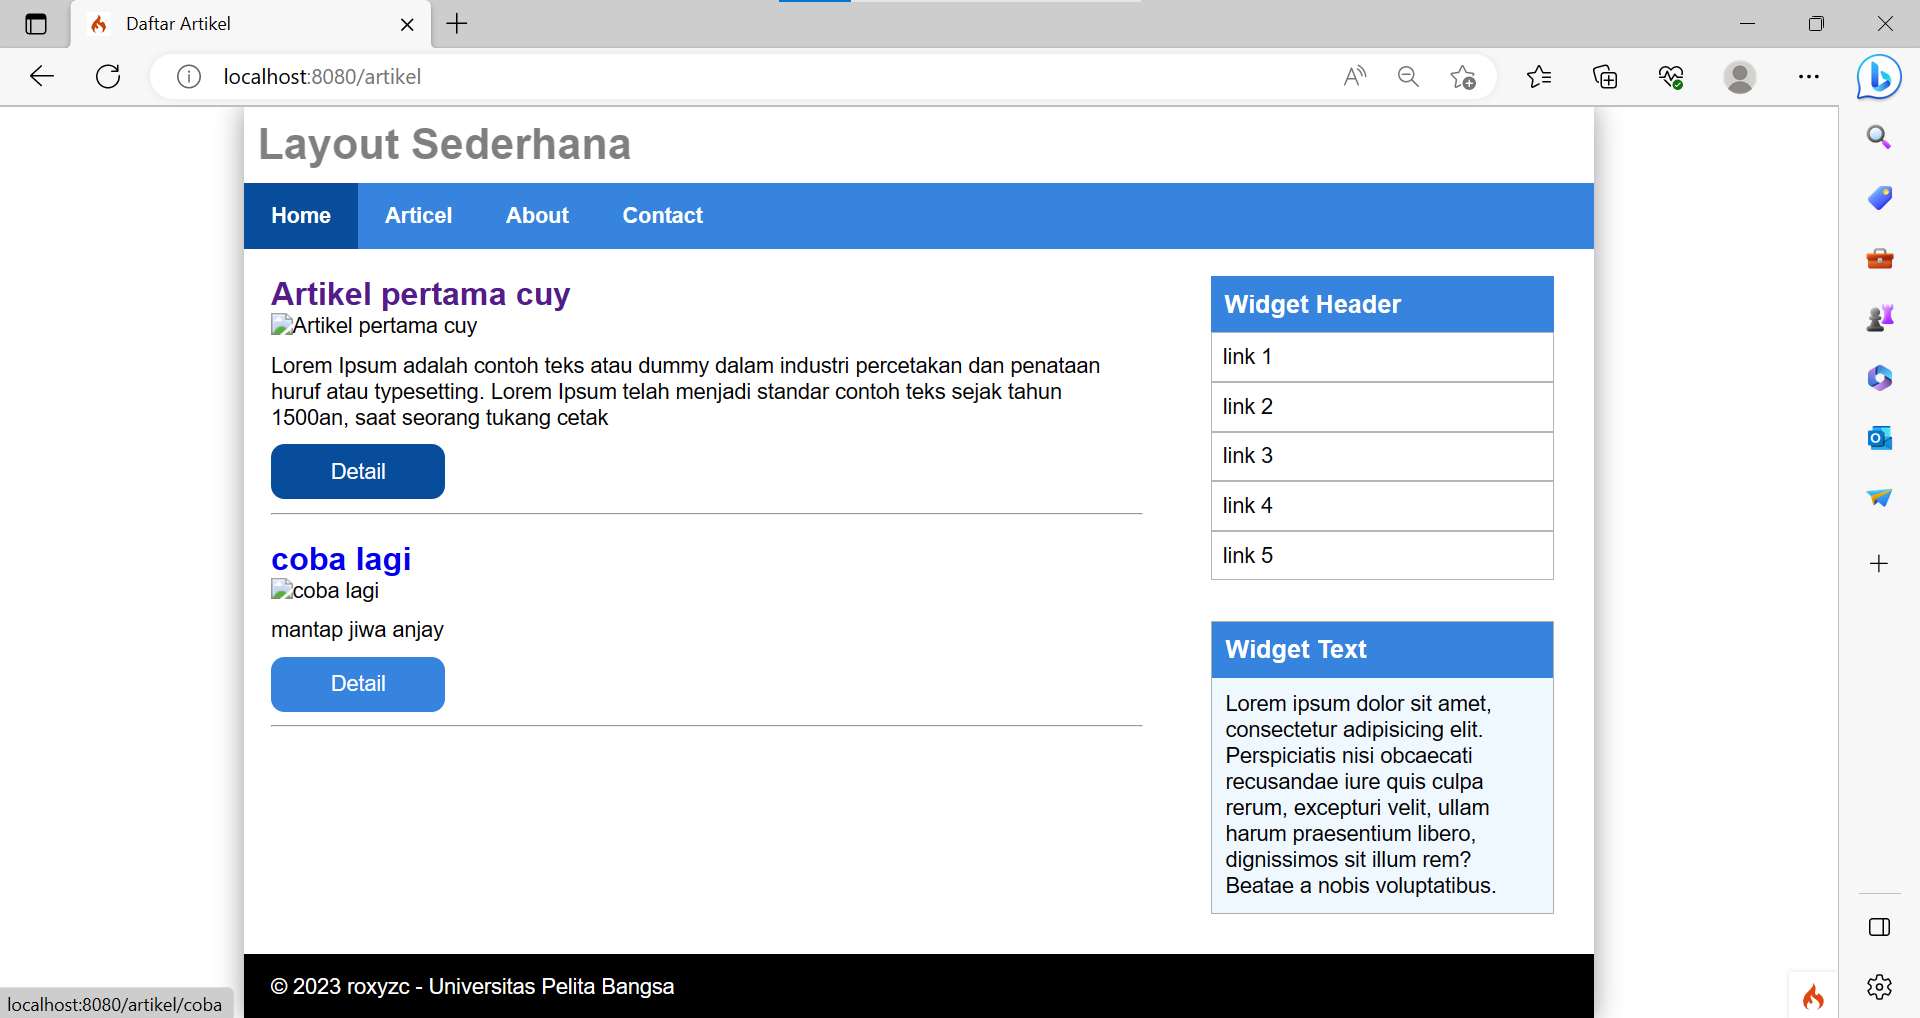 Daftar Artikel
localhost:8080/artikel
Layout Sederhana
Home Articel About Contact
Artikel pertama cuy
Artikel pertama cuy
Lorem Ipsum adalah contoh teks atau dummy dalam industri percetakan dan penataan
huruf atau typesetting. Lorem Ipsum telah menjadi standar contoh teks sejak tahun
1500an, saat seorang tukang cetak
Detail
coba lagi
coba lagi
mantap jiwa anjay
Detail
Widget Header
link 1
link 2
link 3
link 4
link 5
Widget Text
Lorem ipsum dolor sit amet,
consectetur adipisicing elit.
Perspiciatis nisi obcaecati
recusandae iure quis culpa
rerum, excepturi velit, ullam
harum praesentium libero,
dignissimos sit illum rem?
Beatae a nobis voluptatibus.
© 2023 roxyzc - Universitas Pelita Bangsa
localhost:8080/artikel/coba